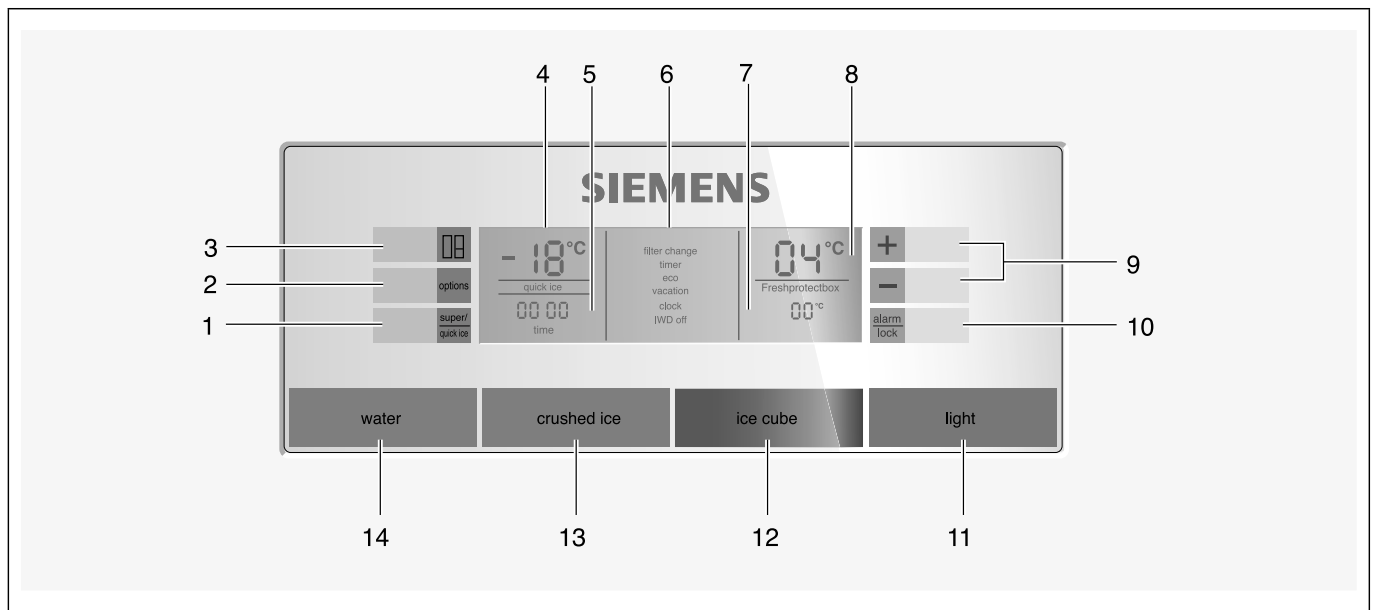 4 5 6 7 8
SIEMENS
3
2 options
1 super/
quick ice
-18°C
quick ice
00 00
time
filter change
timer
eco
vacation
clock
IWD off
04°C
Freshprotectbox
00°C
+
−
9
alarm
lock
10
water crushed ice ice cube light
14 13 12 11